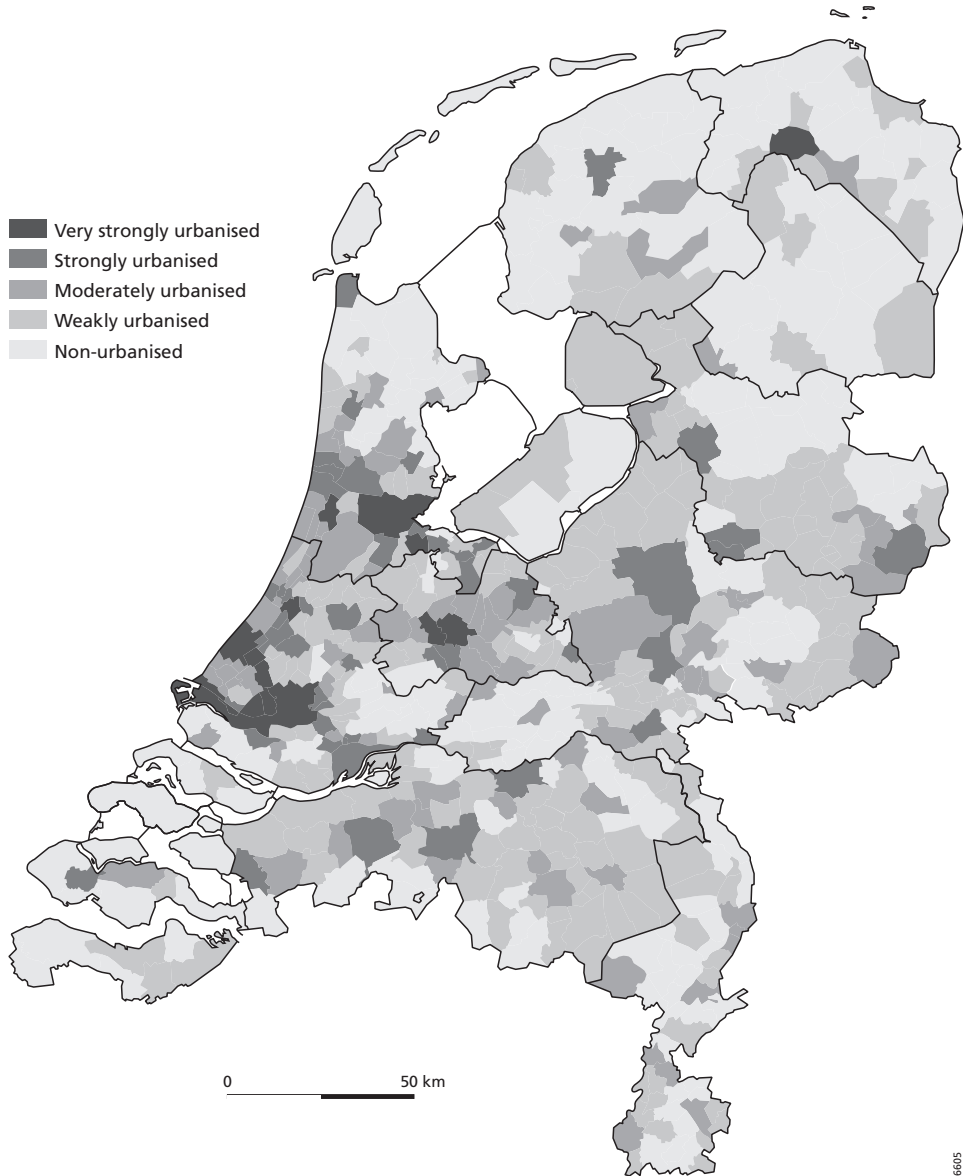 Very strongly urbanised
Strongly urbanised
Moderately urbanised
Weakly urbanised
Non-urbanised
0 50 km
6605